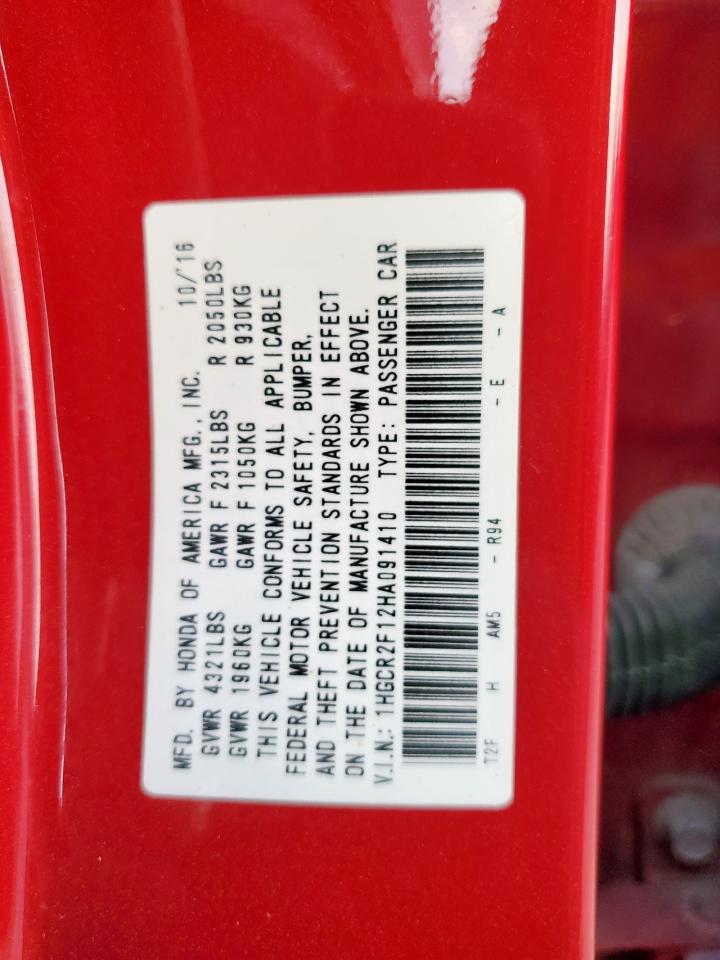 MFD. BY HONDA OF AMERICA MFG., INC. 10/'16
GVWR 4321LBS GAWR F 2315LBS R 2050LBS
GVWR 1960KG GAWR F 1050KG R 930KG
THIS VEHICLE CONFORMS TO ALL APPLICABLE
FEDERAL MOTOR VEHICLE SAFETY, BUMPER,
AND THEFT PREVENTION STANDARDS IN EFFECT
ON THE DATE OF MANUFACTURE SHOWN ABOVE.
V.I.N.: 1HGCR2F12HA091410 TYPE: PASSENGER CAR
T2F H AM5 - R94 - E - A